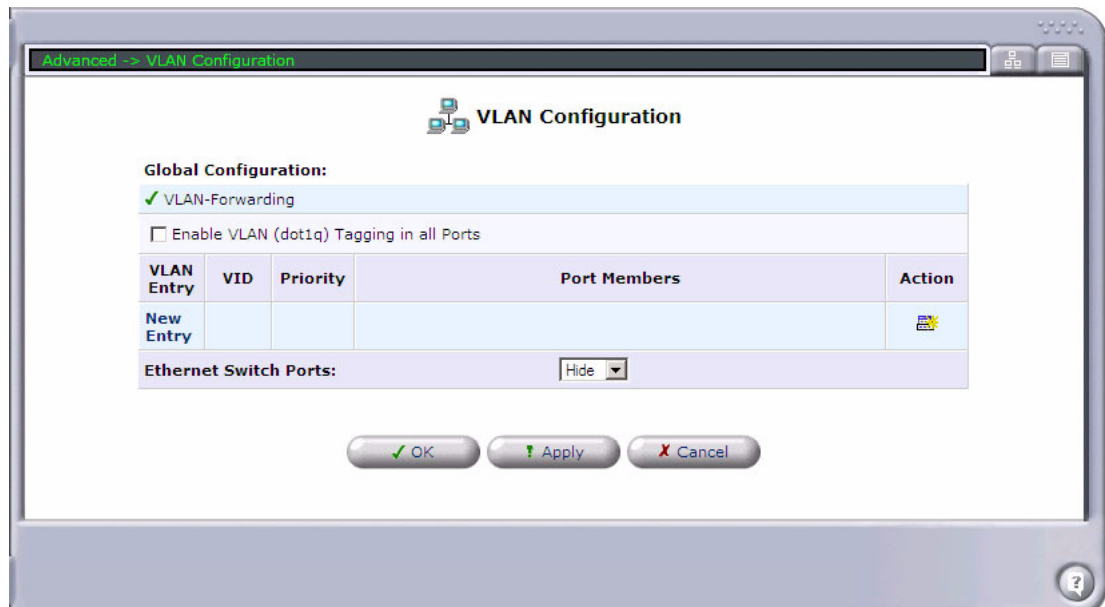 Advanced -> VLAN Configuration
VLAN Configuration
Global Configuration:
VLAN-Forwarding
Enable VLAN (dot1q) Tagging in all Ports
VLAN Entry VID Priority Port Members Action
New Entry
Ethernet Switch Ports: Hide
OK Apply Cancel
?